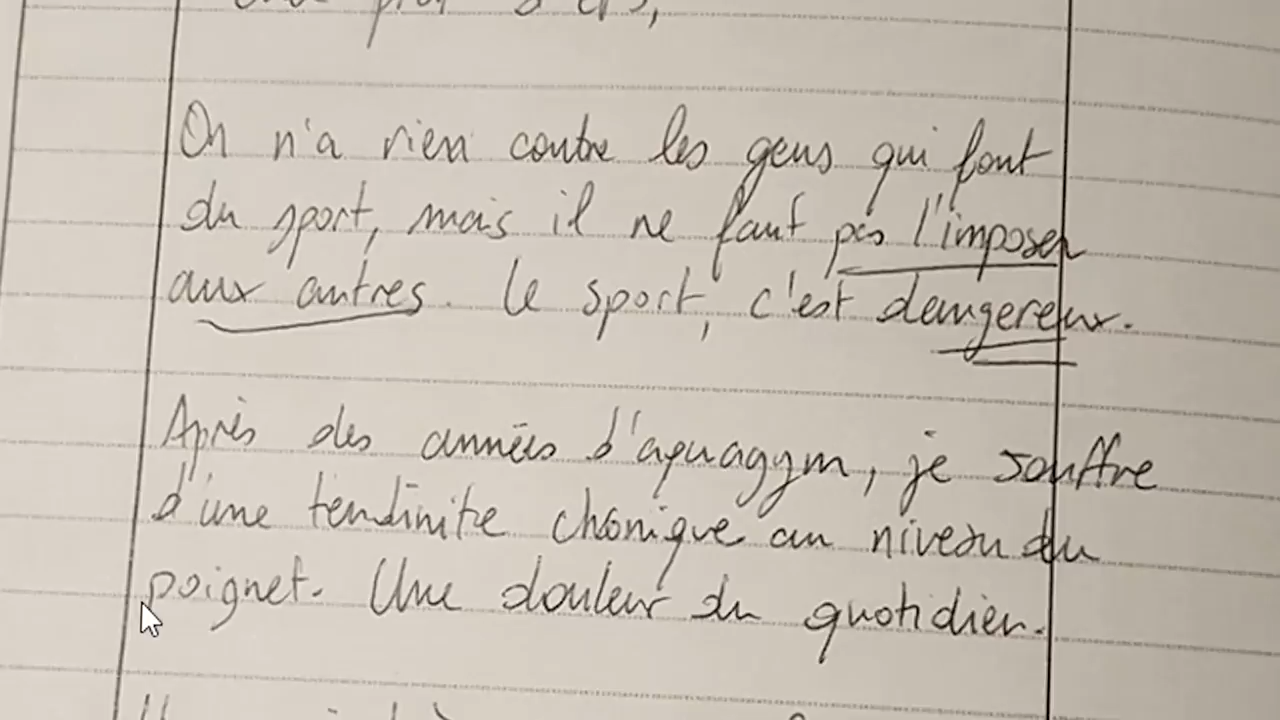 On n'a rien contre les gens qui font
du sport, mais il ne faut pas l'imposer
aux autres. Le sport, c'est dangereux.
Après des années d'aquagym, je souffre
d'une tendinite chonique au niveau du
poignet. Une douleur du quotidien.